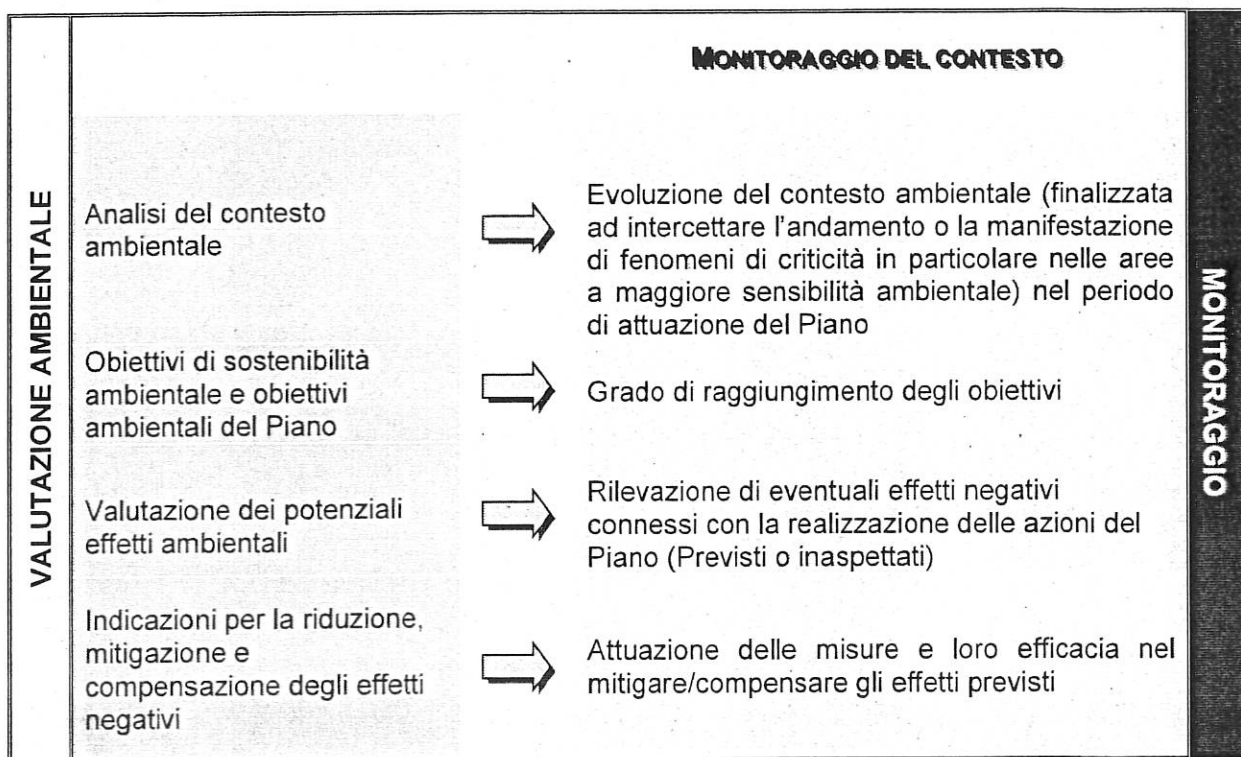 MONITORAGGIO DEL CONTESTO
VALUTAZIONE AMBIENTALE
Analisi del contesto
ambientale
Evoluzione del contesto ambientale (finalizzata
ad intercettare l'andamento o la manifestazione
di fenomeni di criticità in particolare nelle aree
a maggiore sensibilità ambientale) nel periodo
di attuazione del Piano
Obiettivi di sostenibilità
ambientale e obiettivi
ambientali del Piano
Grado di raggiungimento degli obiettivi
Valutazione dei potenziali
effetti ambientali
Rilevazione di eventuali effetti negativi
connessi con la realizzazione delle azioni del
Piano (Previsti o inaspettati)
Indicazioni per la riduzione,
mitigazione e
compensazione degli effetti
negativi
Attuazione delle misure e loro efficacia nel
mitigare/compensare gli effetti previsti
MONITORAGGIO